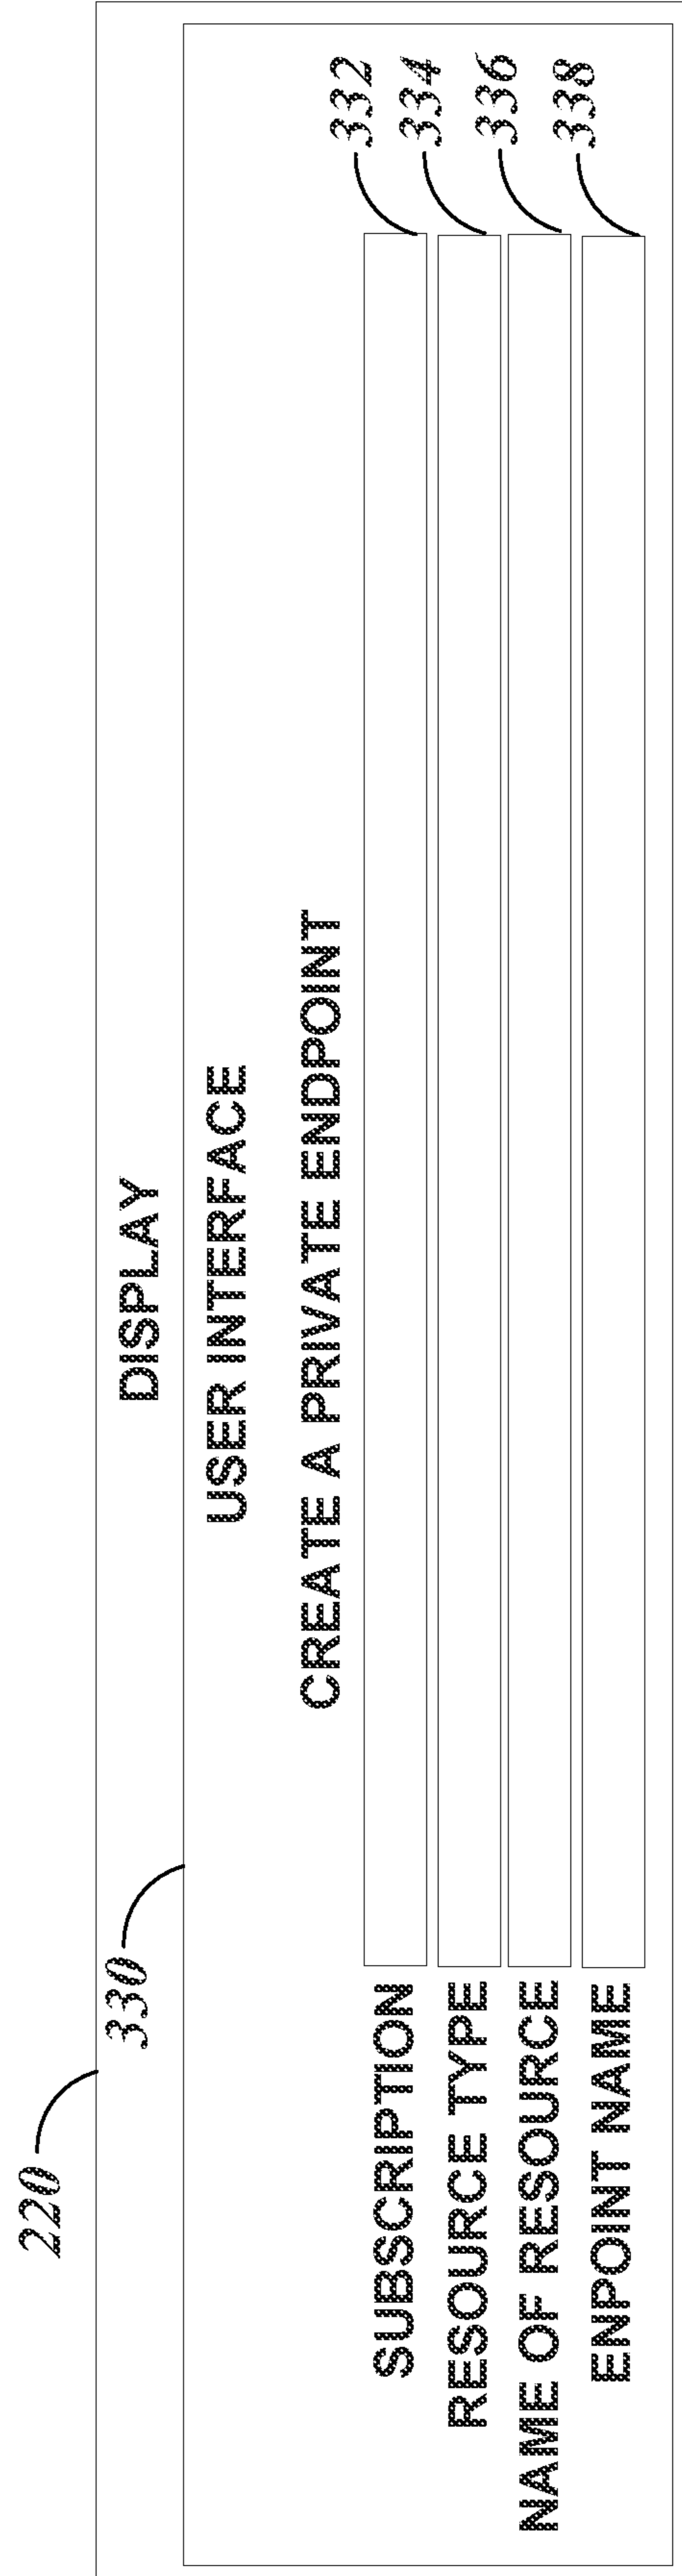 220
DISPLAY
330
USER INTERFACE
CREATE A PRIVATE ENDPOINT
SUBSCRIPTION 332
RESOURCE TYPE 334
NAME OF RESOURCE 336
ENPOINT NAME 338